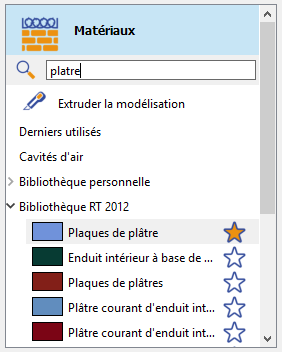 Matériaux
platre
Extruder la modélisation
Derniers utilisés
Cavités d'air
Bibliothèque personnelle
Bibliothèque RT 2012
Plaques de plâtre
Enduit intérieur à base de ...
Plaques de plâtres
Plâtre courant d'enduit int...
Plâtre courant d'enduit int...